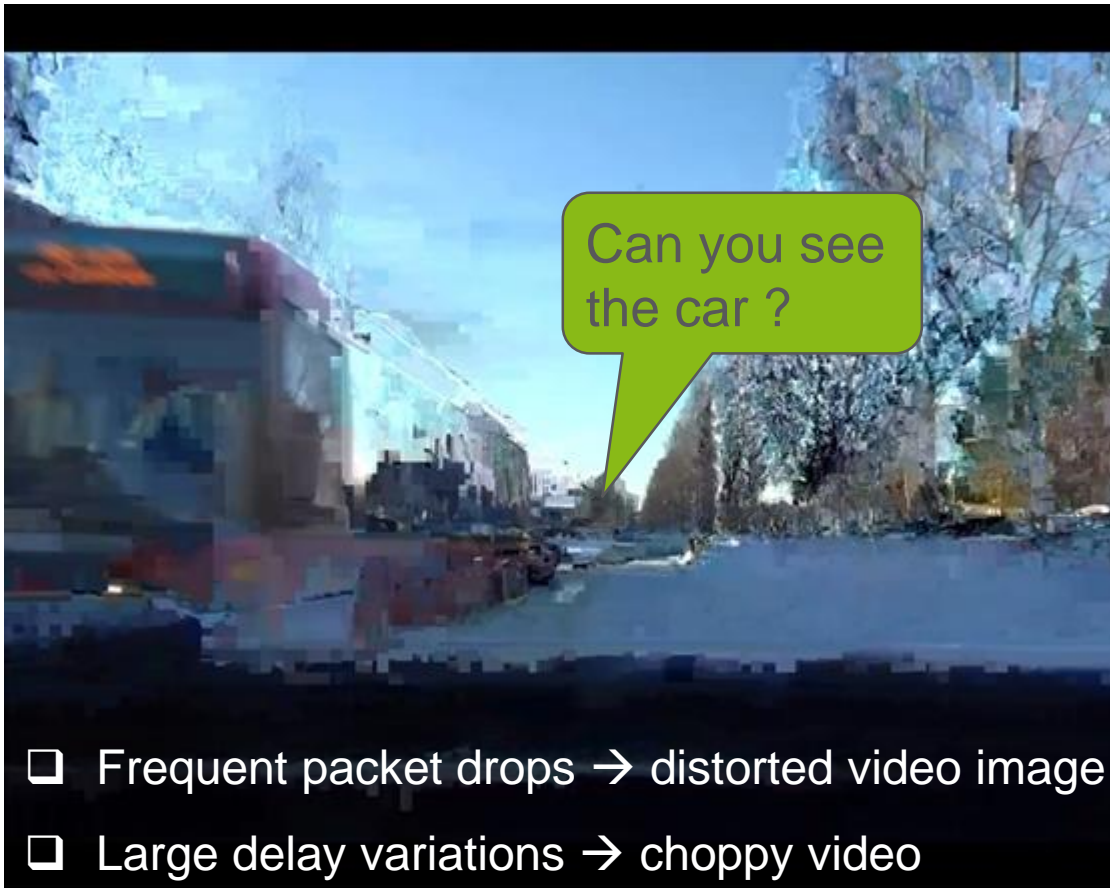 Can you see
the car ?
❑ Frequent packet drops → distorted video image
❑ Large delay variations → choppy video